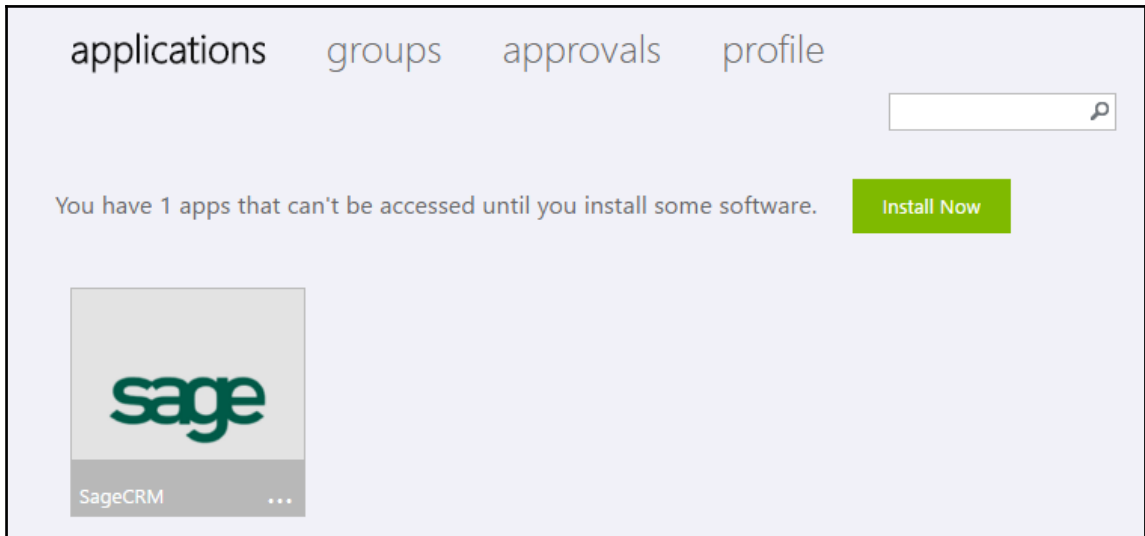 applications groups approvals profile
You have 1 apps that can't be accessed until you install some software. Install Now
sage
SageCRM ...